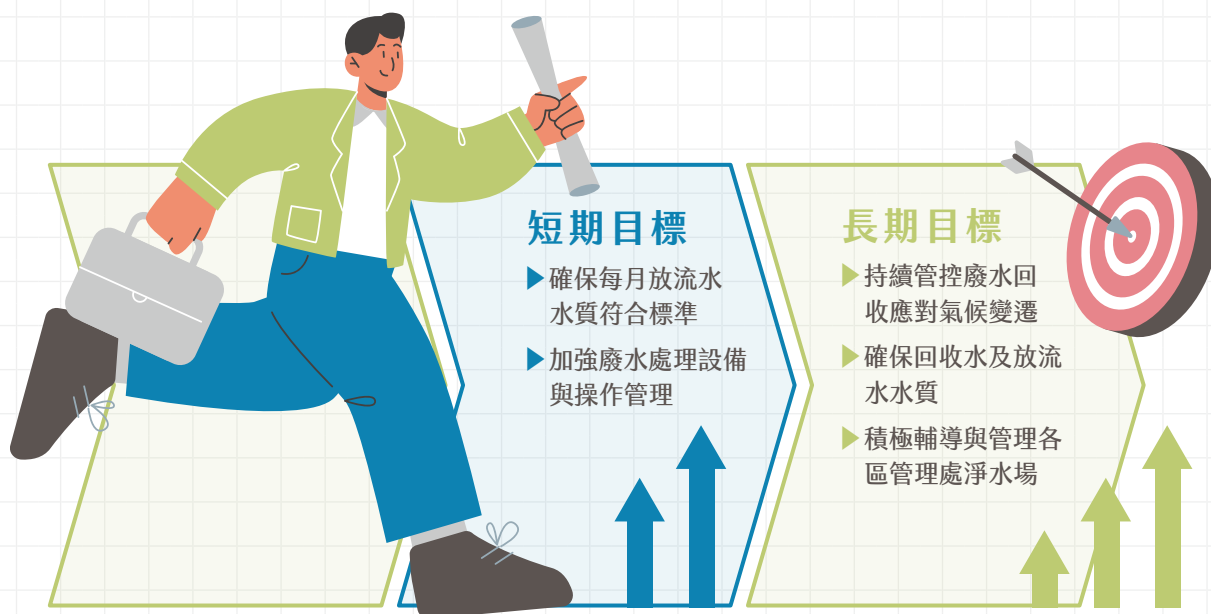 短期目標
確保每月放流水
水質符合標準
加強廢水處理設備
與操作管理
長期目標
持續管控廢水回
收應對氣候變遷
確保回收水及放流
水水質
積極輔導與管理各
區管理處淨水場